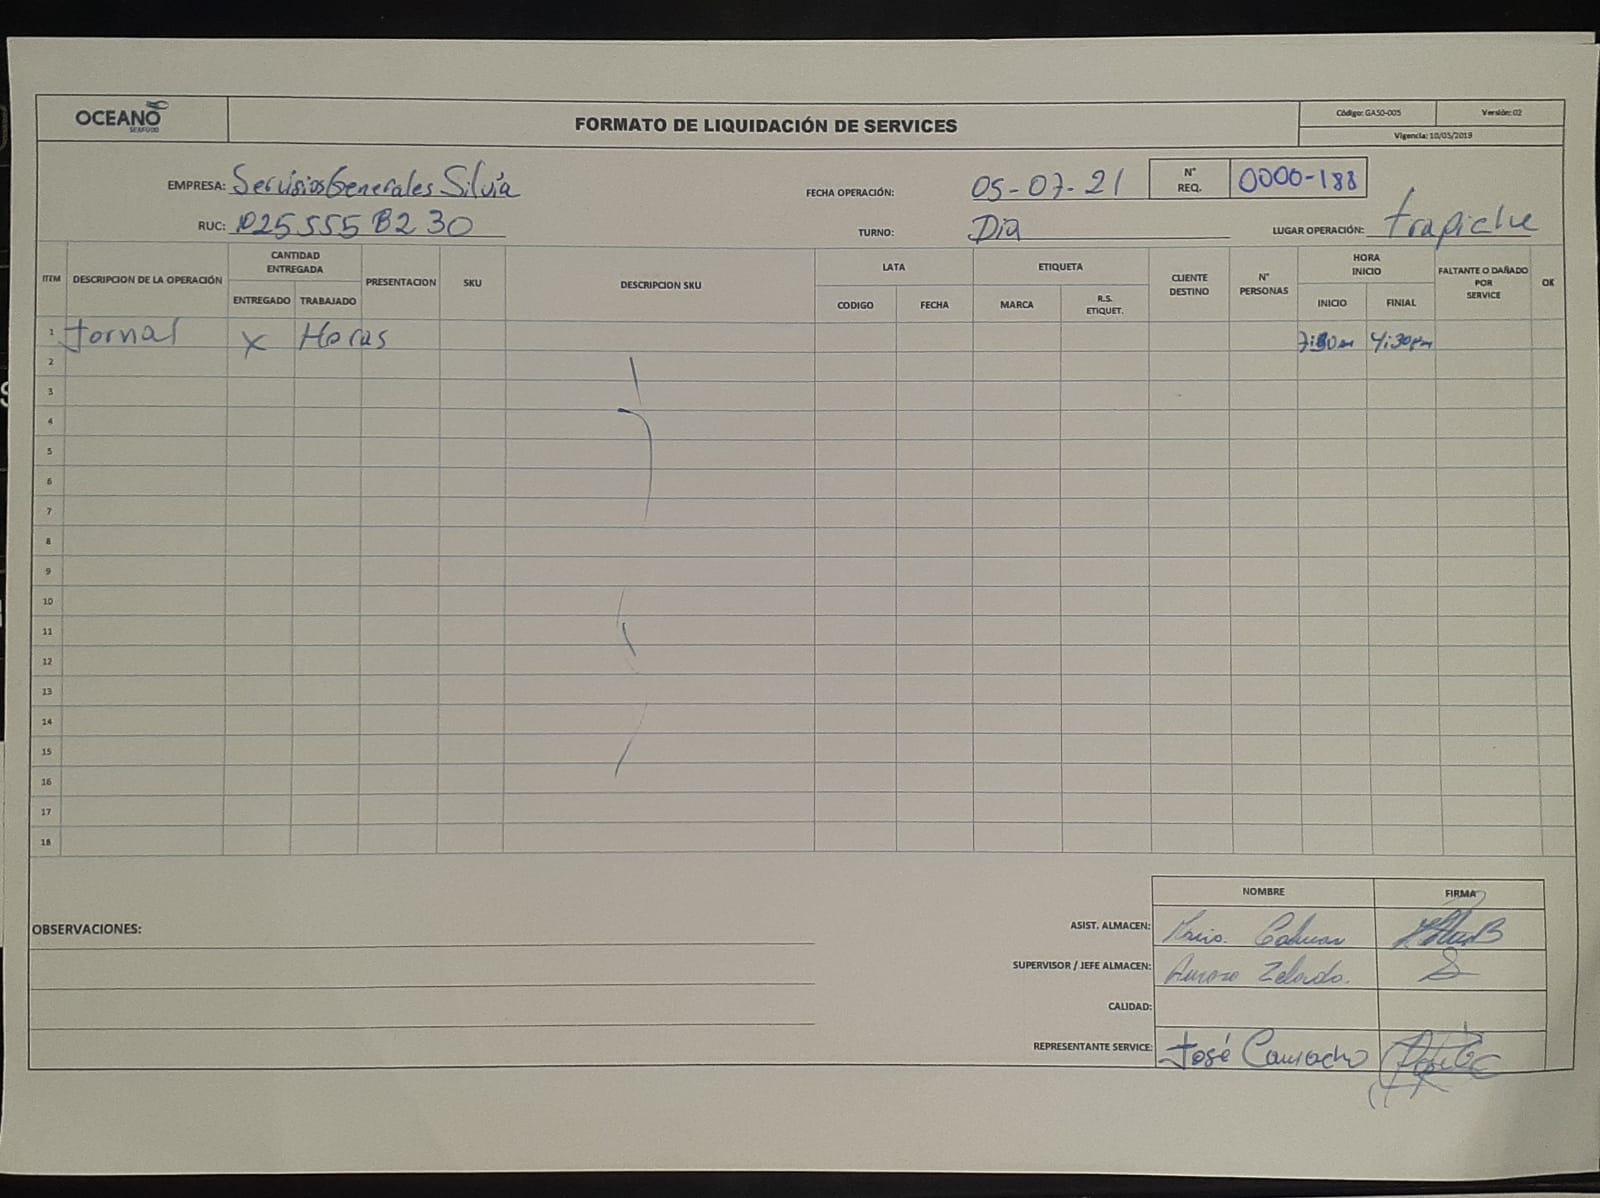 OCEANO
SEAFOOD
FORMATO DE LIQUIDACIÓN DE SERVICES
Código: GASO-005
Versión: 02
Vigencia: 10/05/2019
EMPRESA: Servisios Generales Silvia
FECHA OPERACIÓN: 05-07-21
N° REQ. 0000-188
RUC: 10255558230
TURNO: Dia
LUGAR OPERACIÓN: trapiche
ITEM
DESCRIPCION DE LA OPERACIÓN
CANTIDAD ENTREGADA
ENTREGADO
TRABAJADO
PRESENTACION
SKU
DESCRIPCION SKU
LATA
CODIGO
FECHA
ETIQUETA
MARCA
R.S. ETIQUET.
CLIENTE DESTINO
N° PERSONAS
HORA INICIO
INICIO
FINIAL
FALTANTE O DAÑADO POR SERVICE
OK
1 Jornal x Horas 7:30am 4:30pm
2
3
4
5
6
7
8
9
10
11
12
13
14
15
16
17
18
NOMBRE
FIRMA
OBSERVACIONES:
ASIST. ALMACEN:
SUPERVISOR / JEFE ALMACEN:
CALIDAD:
REPRESENTANTE SERVICE: José Camacho